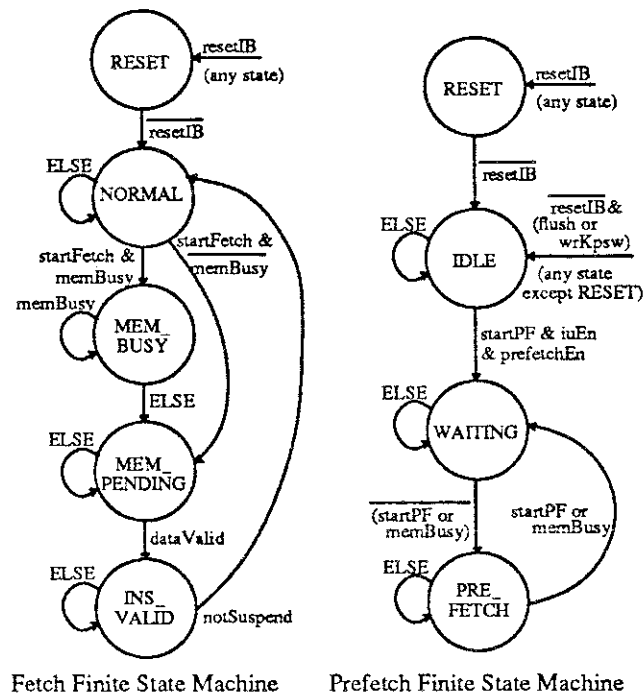 RESET
resetIB
(any state)
resetIB
ELSE
NORMAL
startFetch &
memBusy
startFetch &
memBusy
memBusy
MEM_
BUSY
ELSE
ELSE
MEM_
PENDING
dataValid
ELSE
INS_
VALID
notSuspend
Fetch Finite State Machine
RESET
resetIB
(any state)
resetIB
ELSE
IDLE
resetIB &
(flush or
wrKpsw)
(any state
except RESET)
startPF & iuEn
& prefetchEn
ELSE
WAITING
(startPF or
memBusy)
startPF or
memBusy
ELSE
PRE_
FETCH
Prefetch Finite State Machine